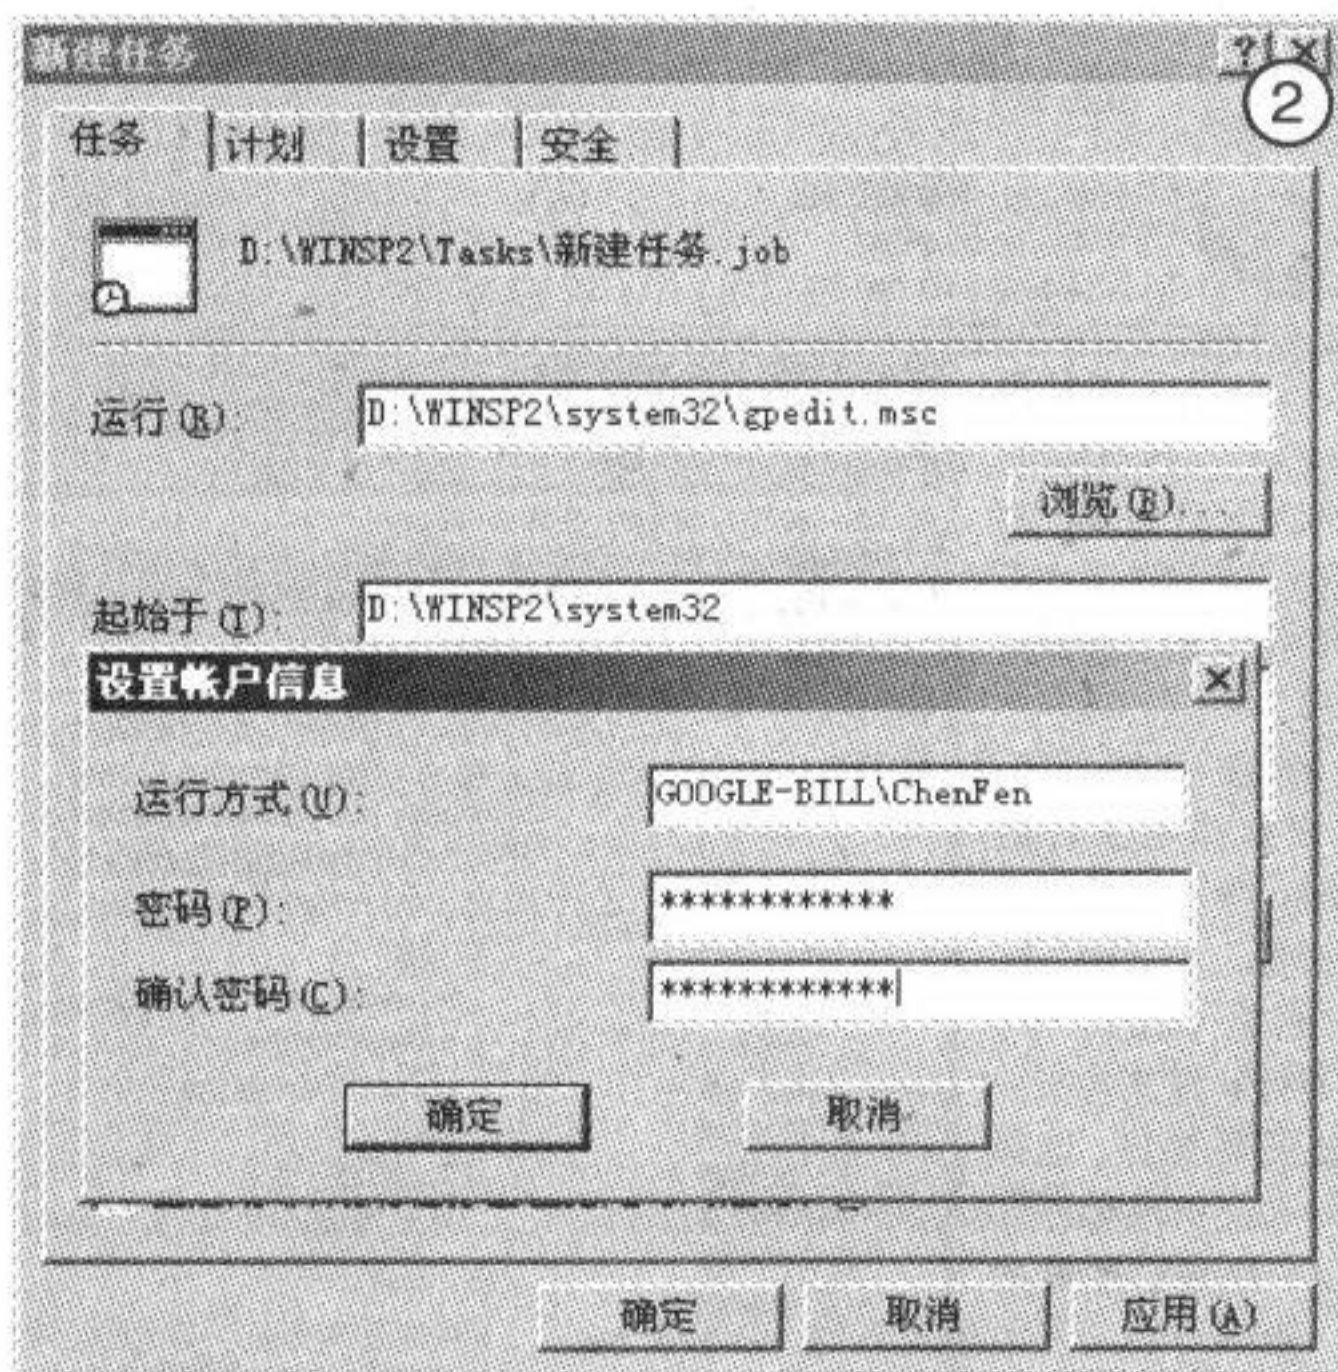 新建任务
②
任务 计划 设置 安全
D:\WINSP2\Tasks\新建任务.job
运行(R): D:\WINSP2\system32\gpedit.msc
浏览(B)...
起始于(T): D:\WINSP2\system32
设置帐户信息
运行方式(U): GOOGLE-BILL\ChenFen
密码(P): ************
确认密码(C): ************
确定 取消
确定 取消 应用(A)